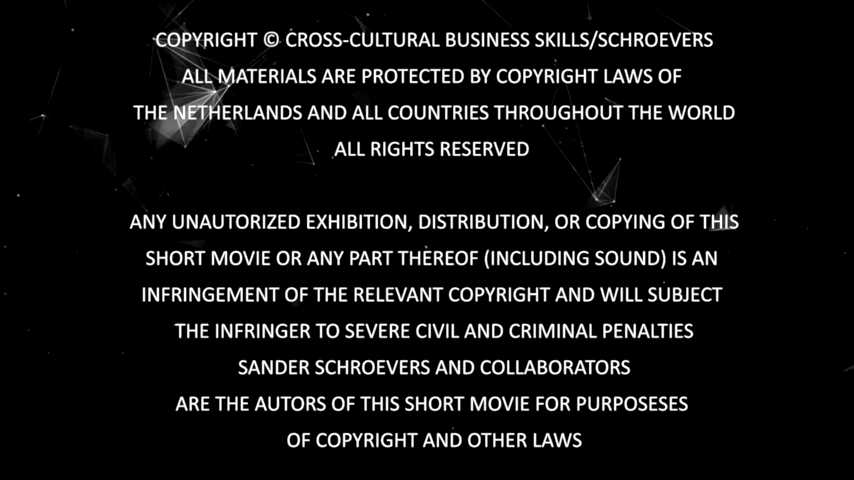 COPYRIGHT © CROSS-CULTURAL BUSINESS SKILLS/SCHROEVERS
ALL MATERIALS ARE PROTECTED BY COPYRIGHT LAWS OF
THE NETHERLANDS AND ALL COUNTRIES THROUGHOUT THE WORLD
ALL RIGHTS RESERVED
ANY UNAUTORIZED EXHIBITION, DISTRIBUTION, OR COPYING OF THIS
SHORT MOVIE OR ANY PART THEREOF (INCLUDING SOUND) IS AN
INFRINGEMENT OF THE RELEVANT COPYRIGHT AND WILL SUBJECT
THE INFRINGER TO SEVERE CIVIL AND CRIMINAL PENALTIES
SANDER SCHROEVERS AND COLLABORATORS
ARE THE AUTORS OF THIS SHORT MOVIE FOR PURPOSESES
OF COPYRIGHT AND OTHER LAWS